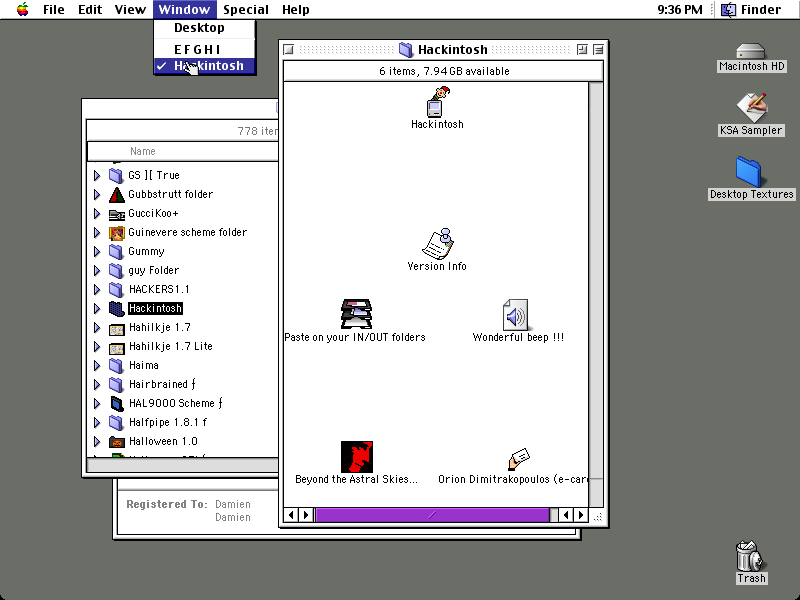 File Edit View Window Special Help 9:36 PM Finder
Desktop
E F G H I
✓ Hackintosh
Hackintosh
6 items, 7.94 GB available
Hackintosh
Version Info
Paste on your IN/OUT folders
Wonderful beep !!!
Beyond the Astral Skies...
Orion Dimitrakopoulos (e-car
778 iter
Name
GS ][ True
Gubbstrutt folder
GucciKoo+
Guinevere scheme folder
Gummy
guy Folder
HACKERS1.1
Hackintosh
Hahilkje 1.7
Hahilkje 1.7 Lite
Haima
Hairbrained ƒ
HAL9000 Scheme ƒ
Halfpipe 1.8.1 f
Halloween 1.0
Registered To: Damien
Damien
Macintosh HD
KSA Sampler
Desktop Textures
Trash